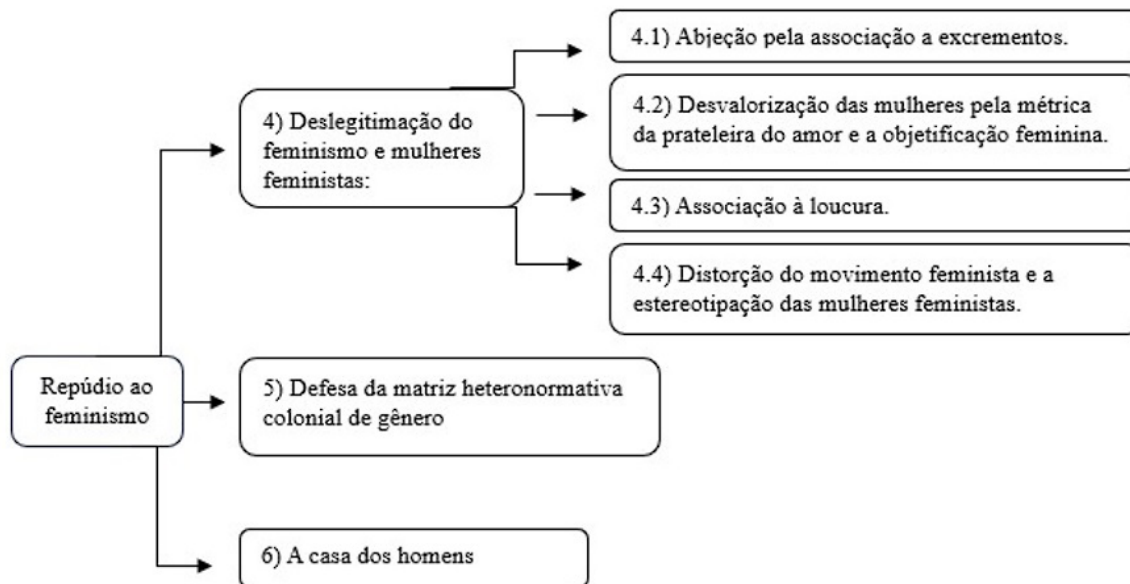 4.1) Abjeção pela associação a excrementos.
4) Deslegitimação do
feminismo e mulheres
feministas:
4.2) Desvalorização das mulheres pela métrica
da prateleira do amor e a objetificação feminina.
4.3) Associação à loucura.
4.4) Distorção do movimento feminista e a
estereotipação das mulheres feministas.
Repúdio ao
feminismo
5) Defesa da matriz heteronormativa
colonial de gênero
6) A casa dos homens